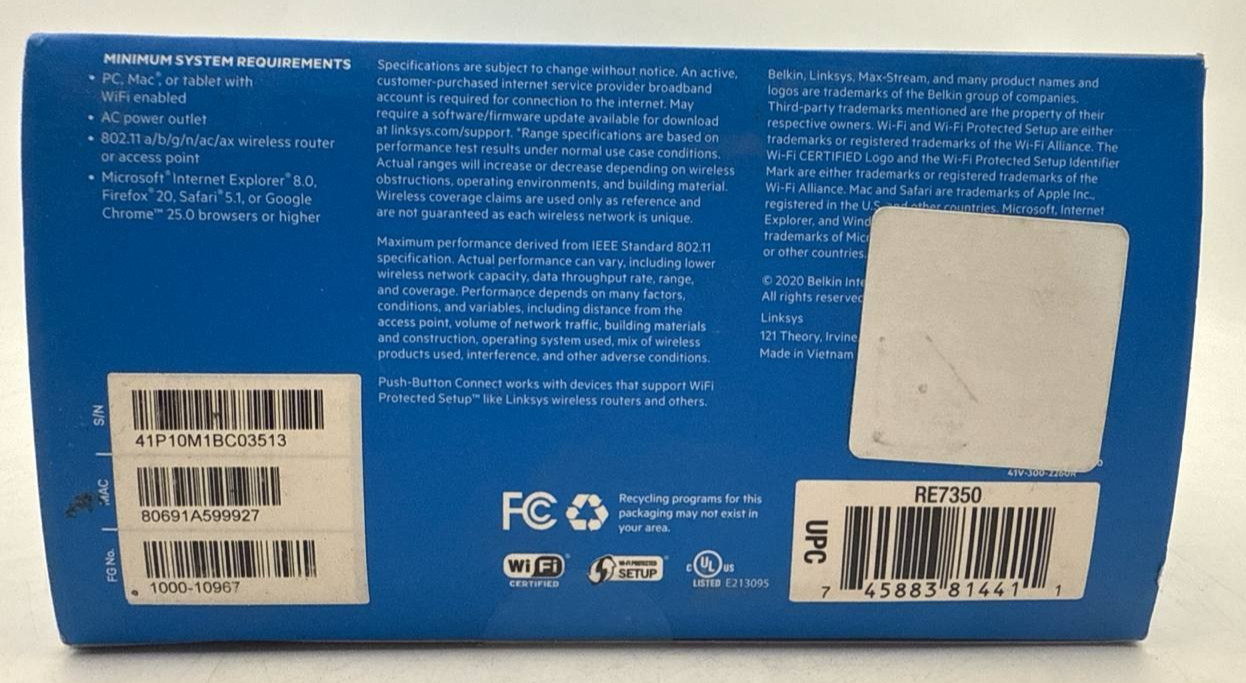 MINIMUM SYSTEM REQUIREMENTS
• PC, Mac®, or tablet with
WiFi enabled
• AC power outlet
• 802.11 a/b/g/n/ac/ax wireless router
or access point
• Microsoft® Internet Explorer® 8.0,
Firefox® 20, Safari® 5.1, or Google
Chrome™ 25.0 browsers or higher
Specifications are subject to change without notice. An active,
customer-purchased internet service provider broadband
account is required for connection to the internet. May
require a software/firmware update available for download
at linksys.com/support. *Range specifications are based on
performance test results under normal use case conditions.
Actual ranges will increase or decrease depending on wireless
obstructions, operating environments, and building material.
Wireless coverage claims are used only as reference and
are not guaranteed as each wireless network is unique.
Maximum performance derived from IEEE Standard 802.11
specification. Actual performance can vary, including lower
wireless network capacity, data throughput rate, range,
and coverage. Performance depends on many factors,
conditions, and variables, including distance from the
access point, volume of network traffic, building materials
and construction, operating system used, mix of wireless
products used, interference, and other adverse conditions.
Push-Button Connect works with devices that support WiFi
Protected Setup™ like Linksys wireless routers and others.
Belkin, Linksys, Max-Stream, and many product names and
logos are trademarks of the Belkin group of companies.
Third-party trademarks mentioned are the property of their
respective owners. Wi-Fi and Wi-Fi Protected Setup are either
trademarks or registered trademarks of the Wi-Fi Alliance. The
Wi-Fi CERTIFIED Logo and the Wi-Fi Protected Setup Identifier
Mark are either trademarks or registered trademarks of the
Wi-Fi Alliance. Mac and Safari are trademarks of Apple Inc.,
registered in the U.S. and other countries. Microsoft, Internet
Explorer, and Wind
trademarks of Micr
or other countries.
© 2020 Belkin Inte
All rights reserved
Linksys
121 Theory, Irvine
Made in Vietnam
S/N
41P10M1BC03513
MAC
80691A599927
FG No.
1000-10967
FC
Recycling programs for this
packaging may not exist in
your area.
WiFi®
CERTIFIED
WI-FI PROTECTED
SETUP
C UL US
LISTED E213095
RE7350
UPC
7 45883 81441 1